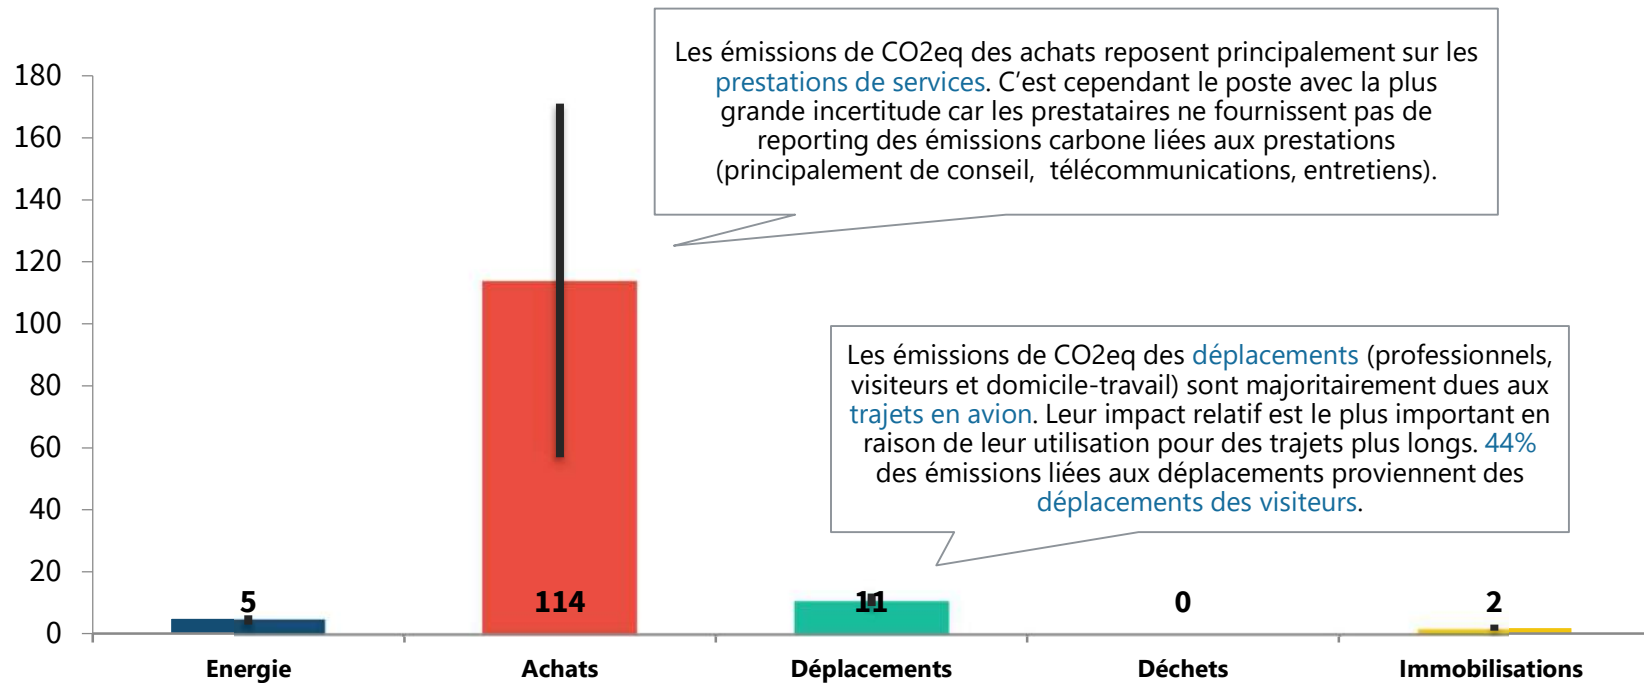 Les émissions de CO2eq des achats reposent principalement sur les
prestations de services. C’est cependant le poste avec la plus
grande incertitude car les prestataires ne fournissent pas de
reporting des émissions carbone liées aux prestations
(principalement de conseil, télécommunications, entretiens).
180
160
140
120
100
80
60
40
20
0
Les émissions de CO2eq des déplacements (professionnels,
visiteurs et domicile-travail) sont majoritairement dues aux
trajets en avion. Leur impact relatif est le plus important en
raison de leur utilisation pour des trajets plus longs. 44%
des émissions liées aux déplacements proviennent des
déplacements des visiteurs.
5
114
11
0
2
Energie
Achats
Déplacements
Déchets
Immobilisations